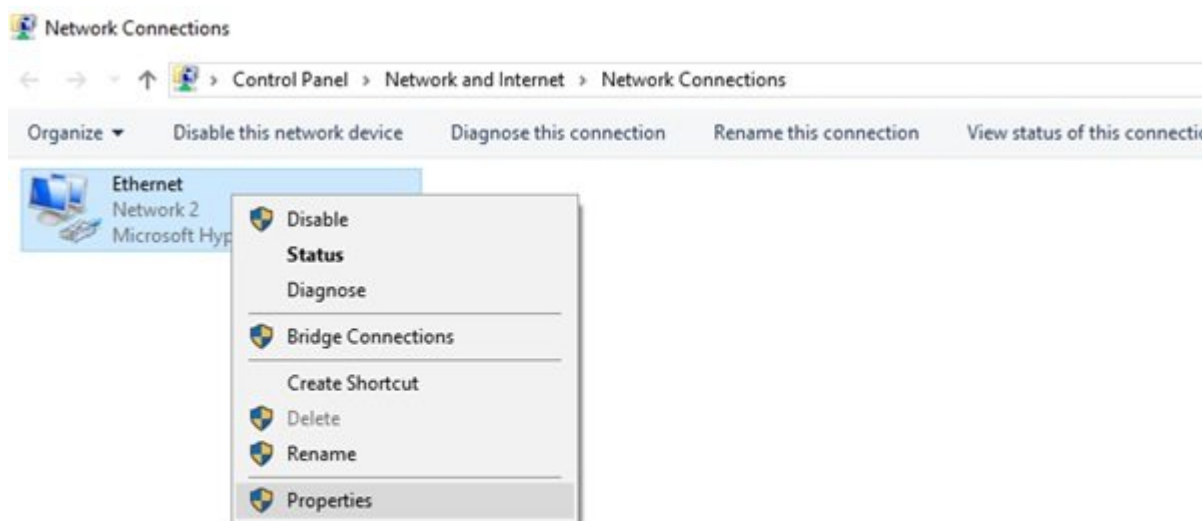 Network Connections
Control Panel > Network and Internet > Network Connections
Organize Disable this network device Diagnose this connection Rename this connection View status of this
Ethernet
Network 2
Microsoft
Disable
Status
Diagnose
Bridge Connections
Create Shortcut
Delete
Rename
Properties